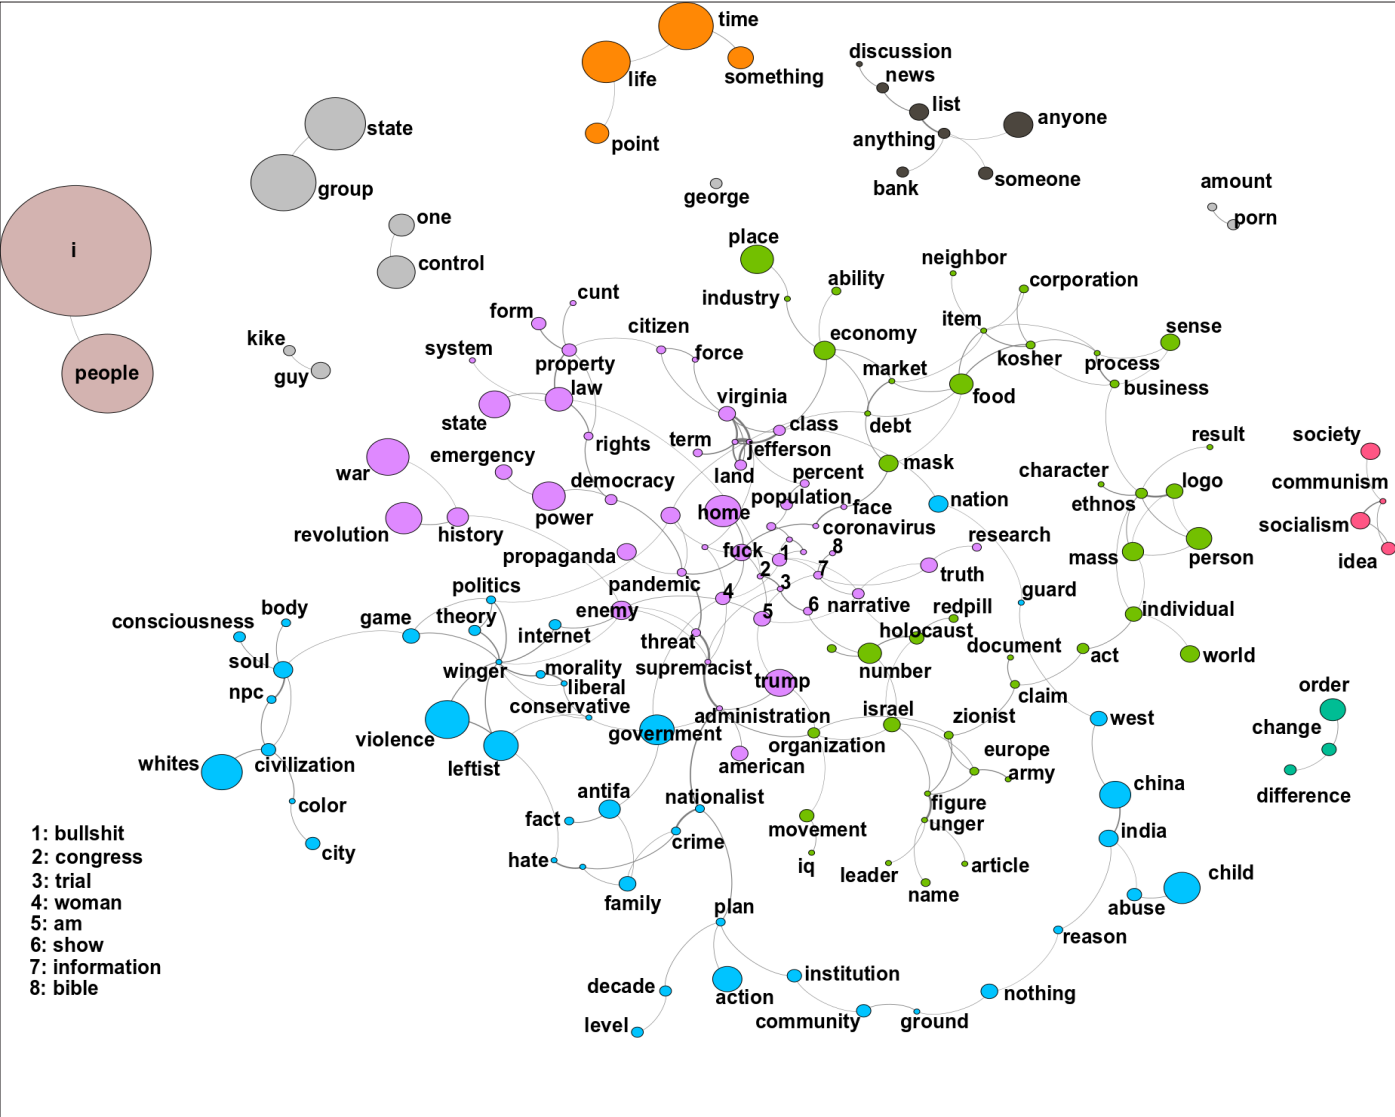 time
life
something
point
discussion
news
list
anything
anyone
bank
someone
state
group
one
control
i
people
kike
guy
george
amount
porn
place
industry
ability
economy
neighbor
corporation
item
kosher
sense
process
business
market
food
debt
mask
cunt
form
citizen
force
system
property
law
state
rights
virginia
class
term
jefferson
land
percent
population
face
coronavirus
nation
war
emergency
democracy
power
revolution
history
home
propaganda
fuck
pandemic
1
2
3
4
5
6
7
8
research
truth
narrative
redpill
holocaust
number
document
claim
guard
act
result
character
ethnos
logo
mass
person
individual
world
society
communism
socialism
idea
politics
theory
game
body
consciousness
soul
npc
whites
civilization
color
city
internet
enemy
threat
supremacist
winger
morality
liberal
conservative
violence
leftist
government
trump
administration
american
organization
israel
zionist
europe
army
figure
unger
leader
article
name
movement
iq
west
china
india
child
abuse
reason
nothing
ground
community
institution
action
plan
decade
level
antifa
fact
nationalist
crime
hate
family
order
change
difference
1: bullshit
2: congress
3: trial
4: woman
5: am
6: show
7: information
8: bible